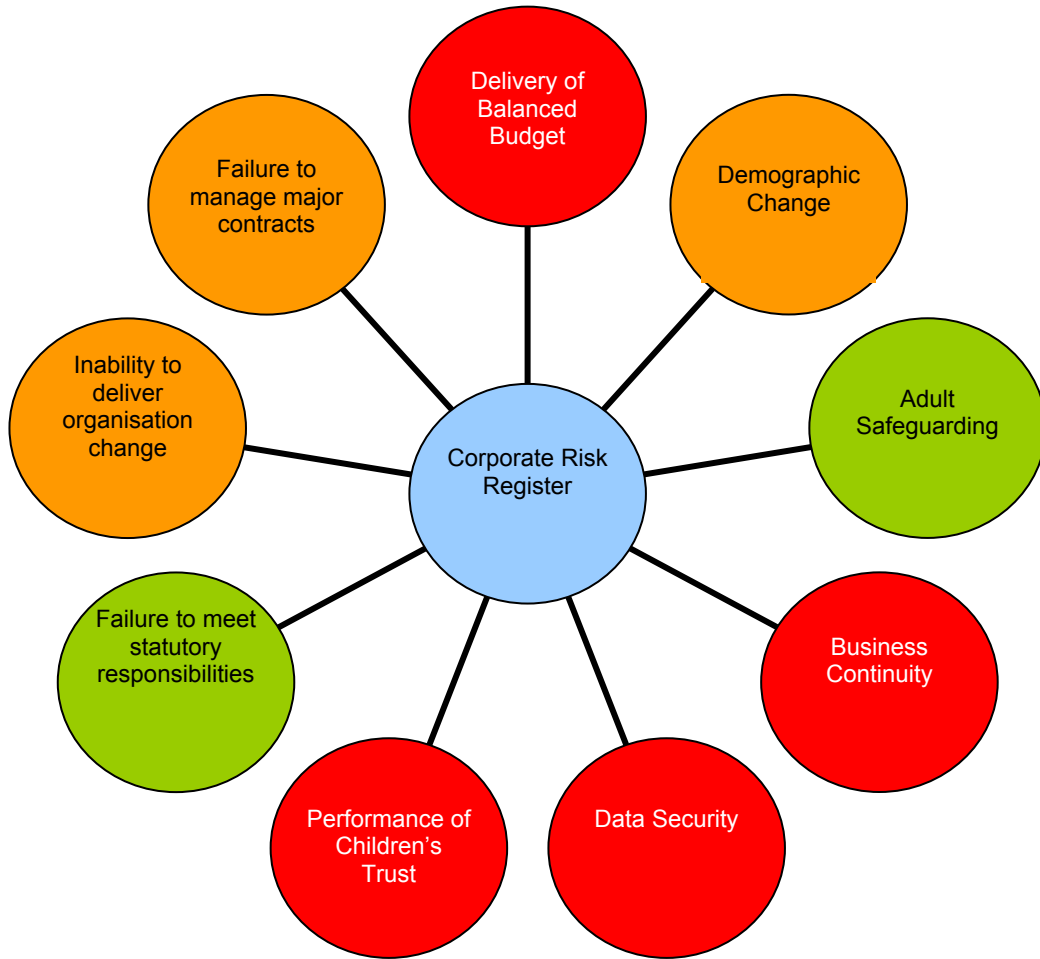 Delivery of
Balanced
Budget
Demographic
Change
Adult
Safeguarding
Business
Continuity
Data Security
Performance of
Children’s
Trust
Failure to meet
statutory
responsibilities
Inability to
deliver
organisation
change
Failure to
manage major
contracts
Corporate Risk
Register